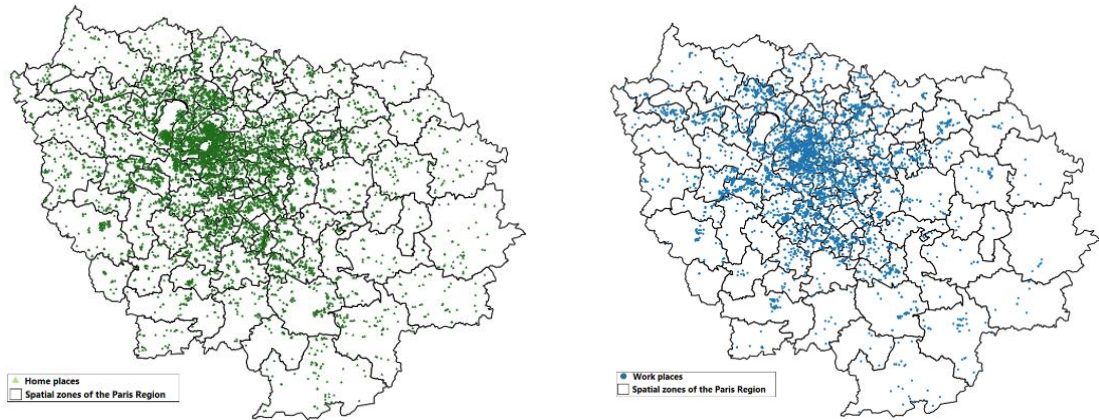 Home places
Spatial zones of the Paris Region
Work places
Spatial zones of the Paris Region